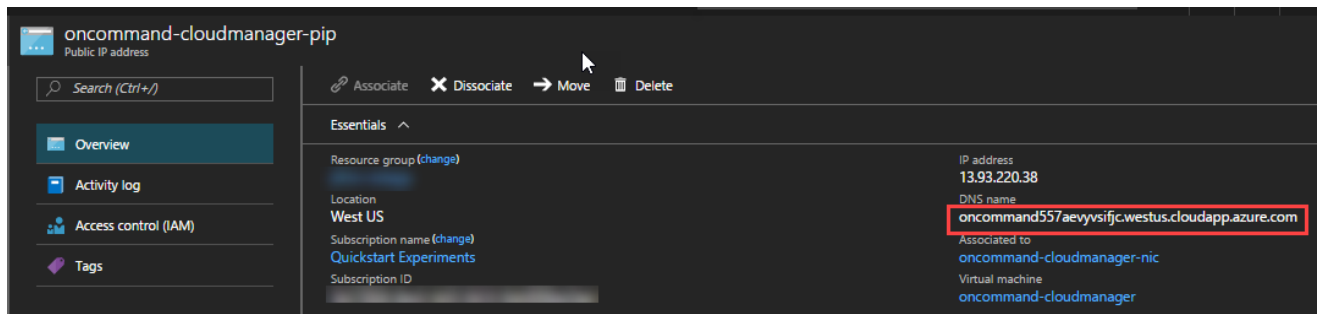 oncommand-cloudmanager-pip
Public IP address
Search (Ctrl+/)
Overview
Activity log
Access control (IAM)
Tags
Associate Dissociate Move Delete
Essentials
Resource group (change)
Location
West US
Subscription name (change)
Quickstart Experiments
Subscription ID
IP address
13.93.220.38
DNS name
oncommand557aevyvsifjc.westus.cloudapp.azure.com
Associated to
oncommand-cloudmanager-nic
Virtual machine
oncommand-cloudmanager